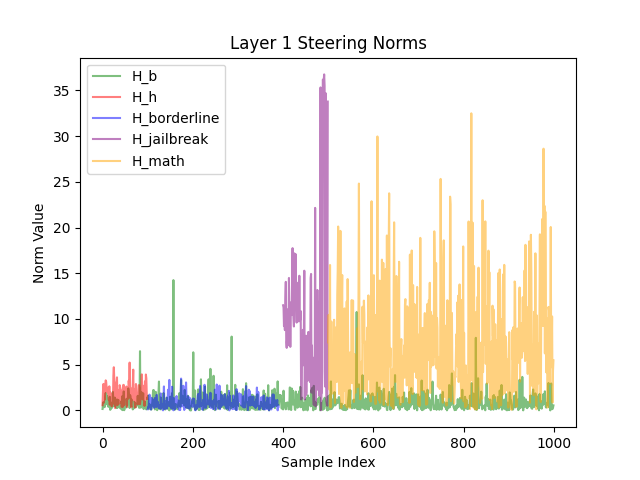 Layer 1 Steering Norms
H_b
H_h
H_borderline
H_jailbreak
H_math
Norm Value
35
30
25
20
15
10
5
0
0 200 400 600 800 1000
Sample Index